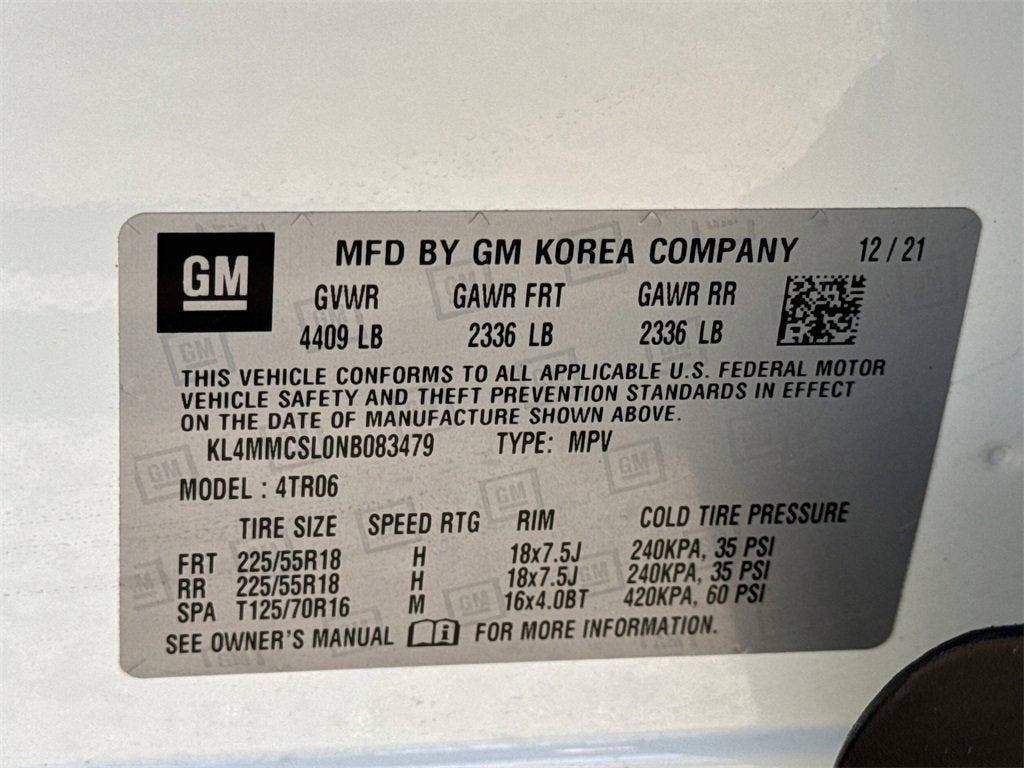 GM MFD BY GM KOREA COMPANY 12/21
GVWR GAWR FRT GAWR RR
4409 LB 2336 LB 2336 LB
THIS VEHICLE CONFORMS TO ALL APPLICABLE U.S. FEDERAL MOTOR
VEHICLE SAFETY AND THEFT PREVENTION STANDARDS IN EFFECT
ON THE DATE OF MANUFACTURE SHOWN ABOVE.
KL4MMCSL0NB083479 TYPE: MPV
MODEL : 4TR06
TIRE SIZE SPEED RTG RIM COLD TIRE PRESSURE
FRT 225/55R18 H 18x7.5J 240KPA, 35 PSI
RR 225/55R18 H 18x7.5J 240KPA, 35 PSI
SPA T125/70R16 M 16x4.0BT 420KPA, 60 PSI
SEE OWNER'S MANUAL FOR MORE INFORMATION.